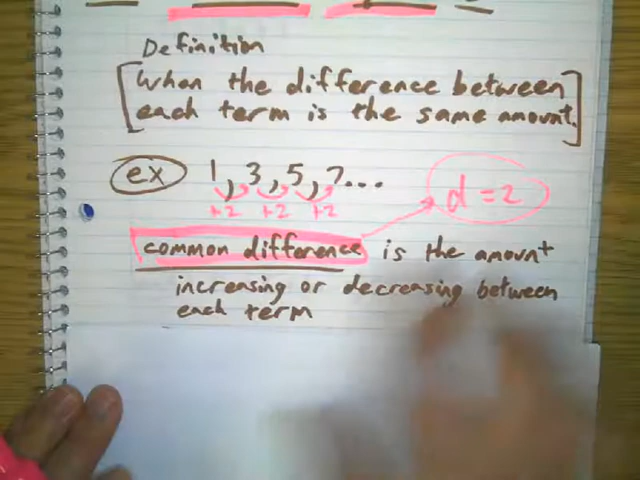 Definition
[When the difference between
each term is the same amount.]
ex 1, 3, 5, 7...
+2 +2 +2
d = 2
common difference is the amount
increasing or decreasing between
each term